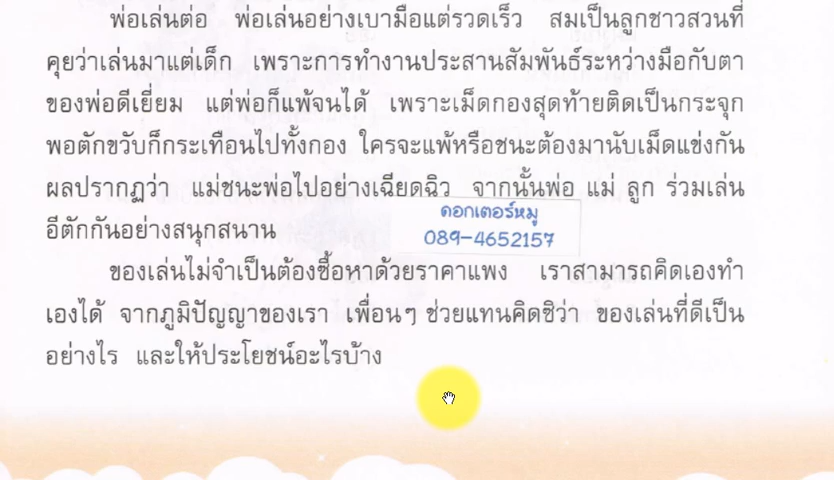 พ่อเล่นต่อ พ่อเล่นอย่างเบามือแต่รวดเร็ว สมเป็นลูกชาวสวนที่
คุยว่าเล่นมาแต่เด็ก เพราะการทำงานประสานสัมพันธ์ระหว่างมือกับตา
ของพ่อดีเยี่ยม แต่พ่อก็แพ้จนได้ เพราะเม็ดกองสุดท้ายติดเป็นกระจุก
พอตักขวับก็กระเทือนไปทั้งกอง ใครจะแพ้หรือชนะต้องมานับเม็ดแข่งกัน
ผลปรากฏว่า แม่ชนะพ่อไปอย่างเฉียดฉิว จากนั้นพ่อ แม่ ลูก ร่วมเล่น
อีตักกันอย่างสนุกสนาน
ดอกเตอร์หมู
089-4652157
ของเล่นไม่จำเป็นต้องซื้อหาด้วยราคาแพง เราสามารถคิดเองทำ
เองได้ จากภูมิปัญญาของเรา เพื่อนๆ ช่วยแทนคิดซิว่า ของเล่นที่ดีเป็น
อย่างไร และให้ประโยชน์อะไรบ้าง